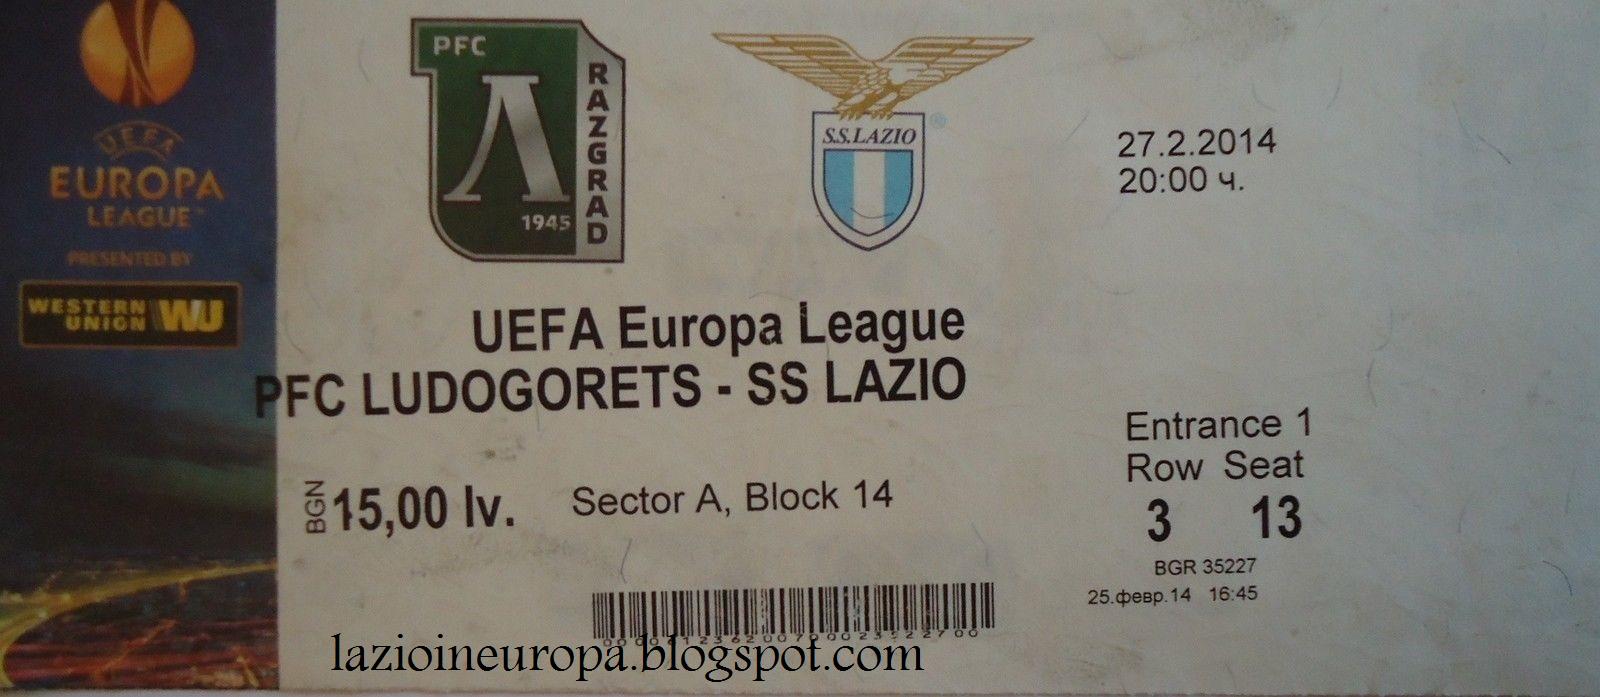 UEFA
EUROPA
LEAGUE™
PRESENTED BY
WESTERN
UNION WU
PFC
RAZGRAD
1945
S.S.LAZIO
27.2.2014
20:00 ч.
UEFA Europa League
PFC LUDOGORETS - SS LAZIO
BGN 15,00 lv. Sector A, Block 14
Entrance 1
Row Seat
3 13
BGR 35227
25.февр.14 16:45
lazioineuropa.blogspot.com